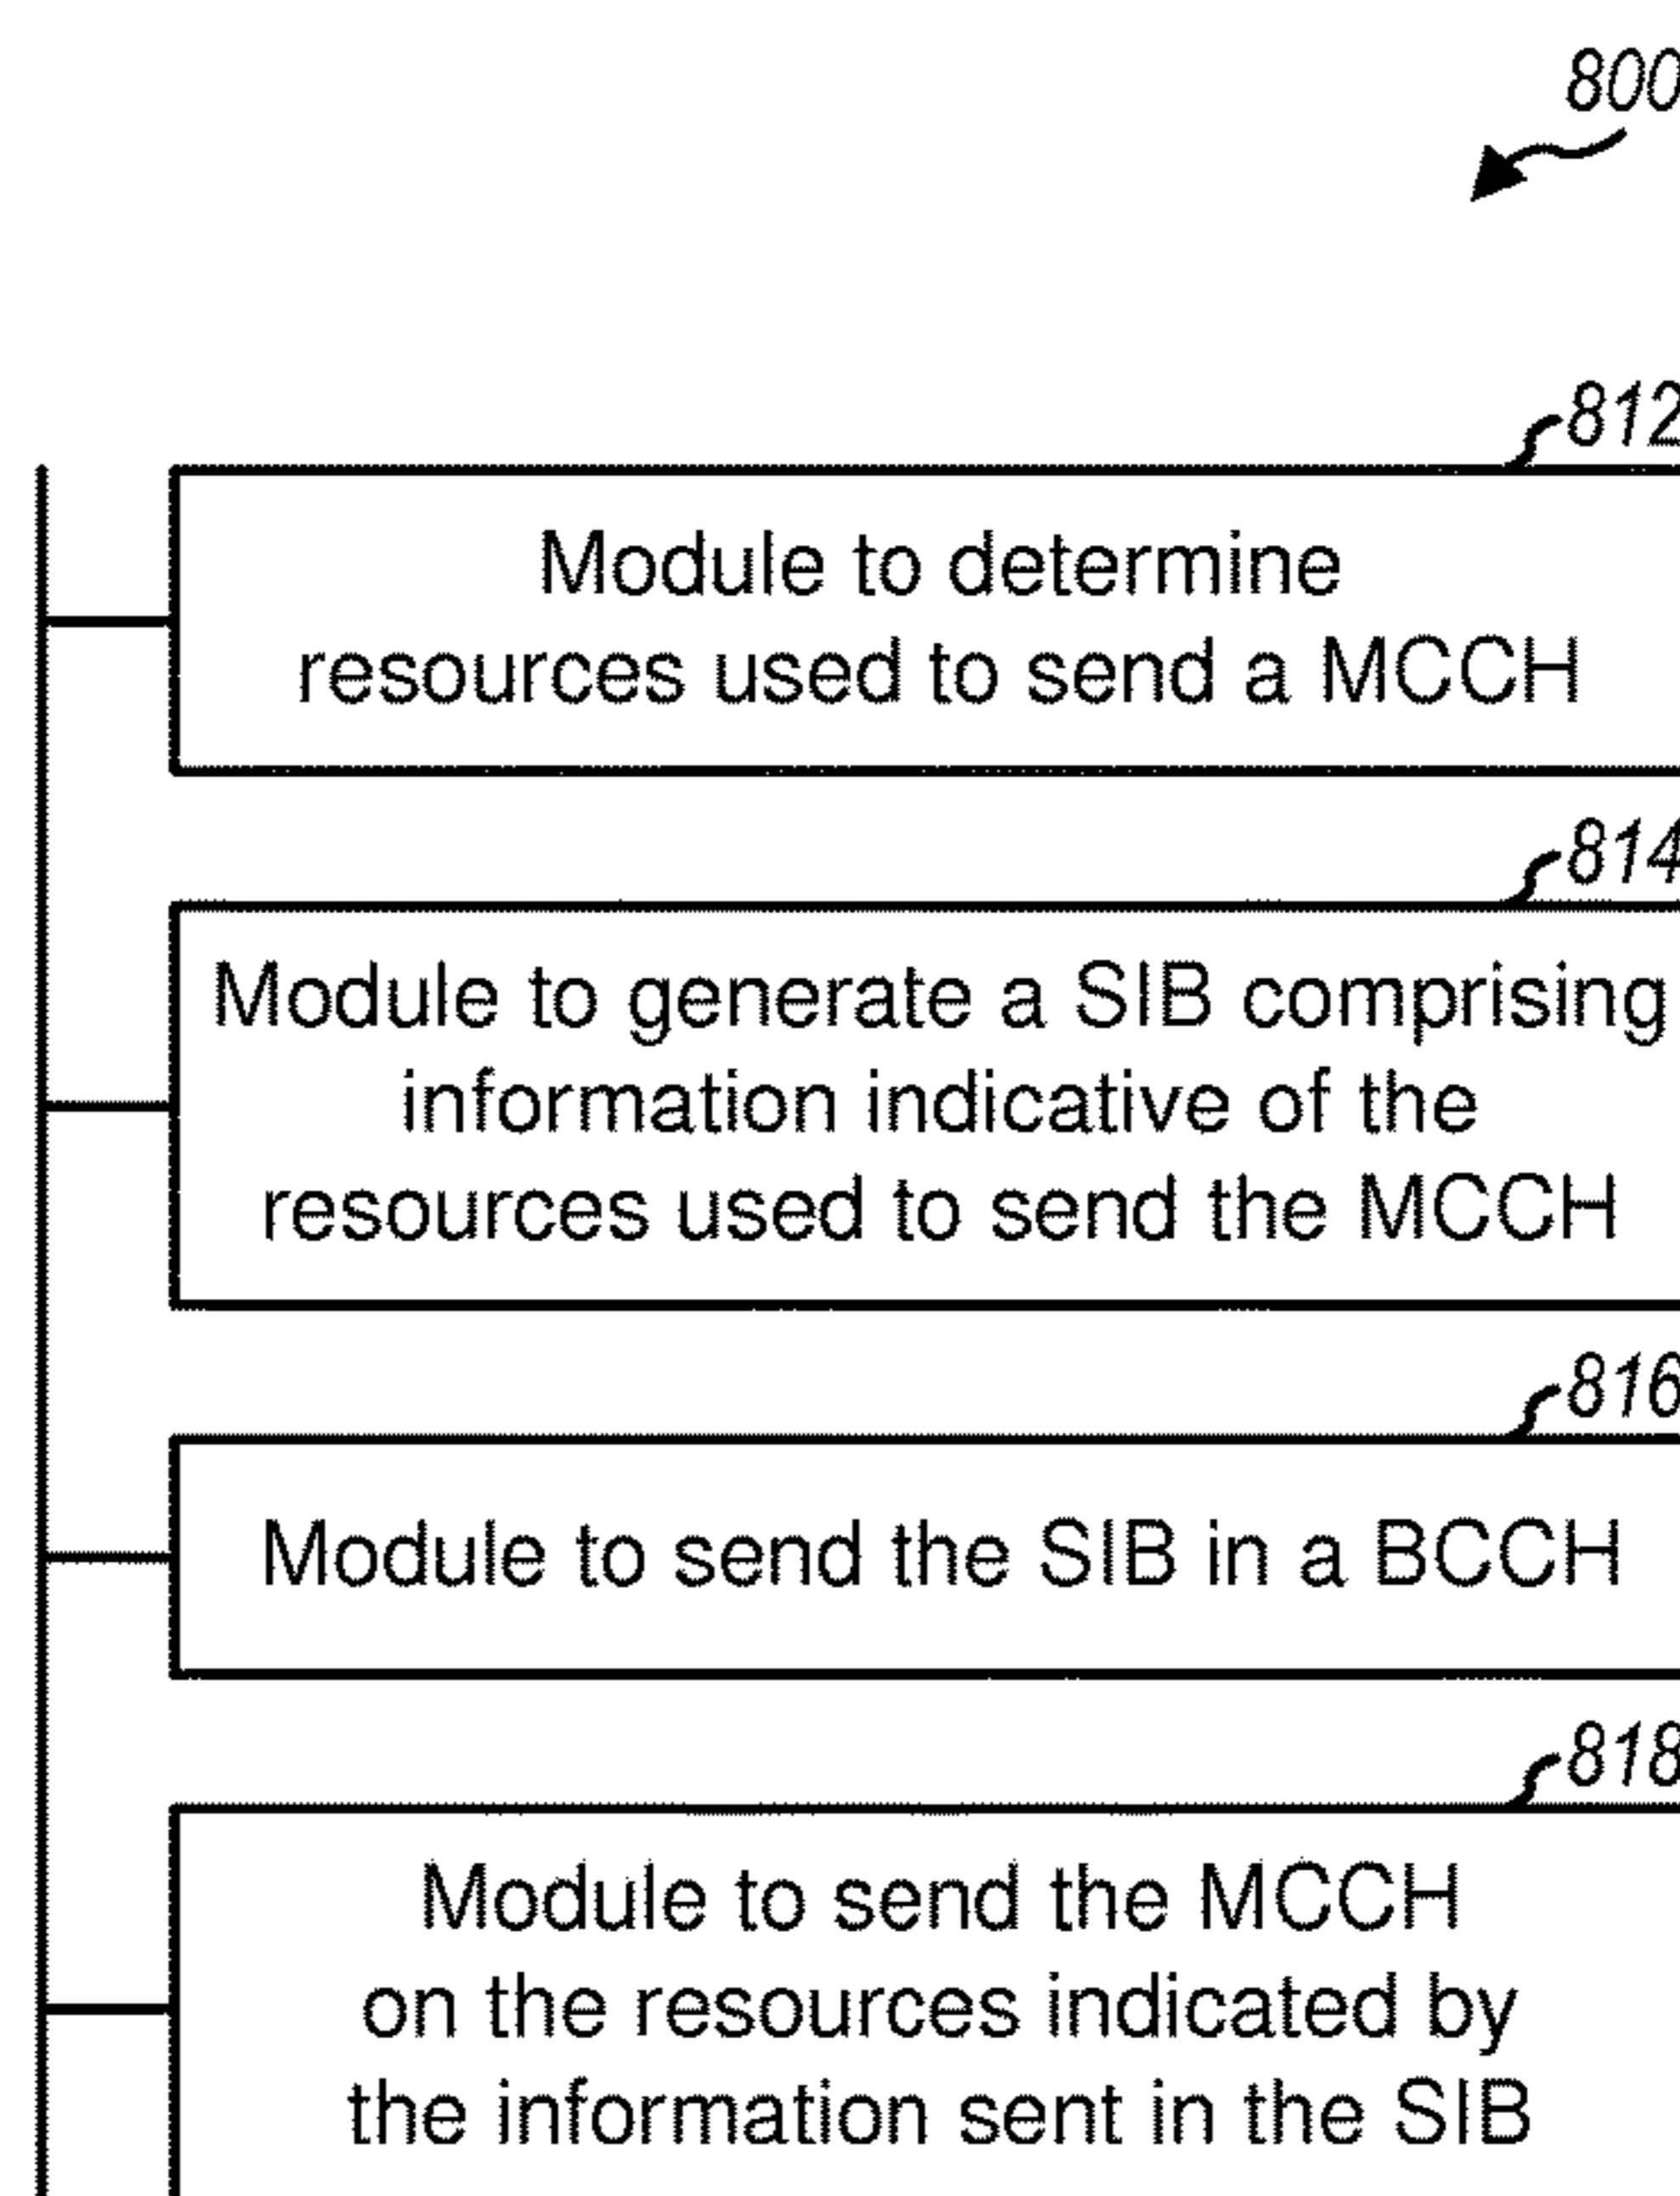 800
812
Module to determine
resources used to send a MCCH
814
Module to generate a SIB comprising
information indicative of the
resources used to send the MCCH
816
Module to send the SIB in a BCCH
818
Module to send the MCCH
on the resources indicated by
the information sent in the SIB